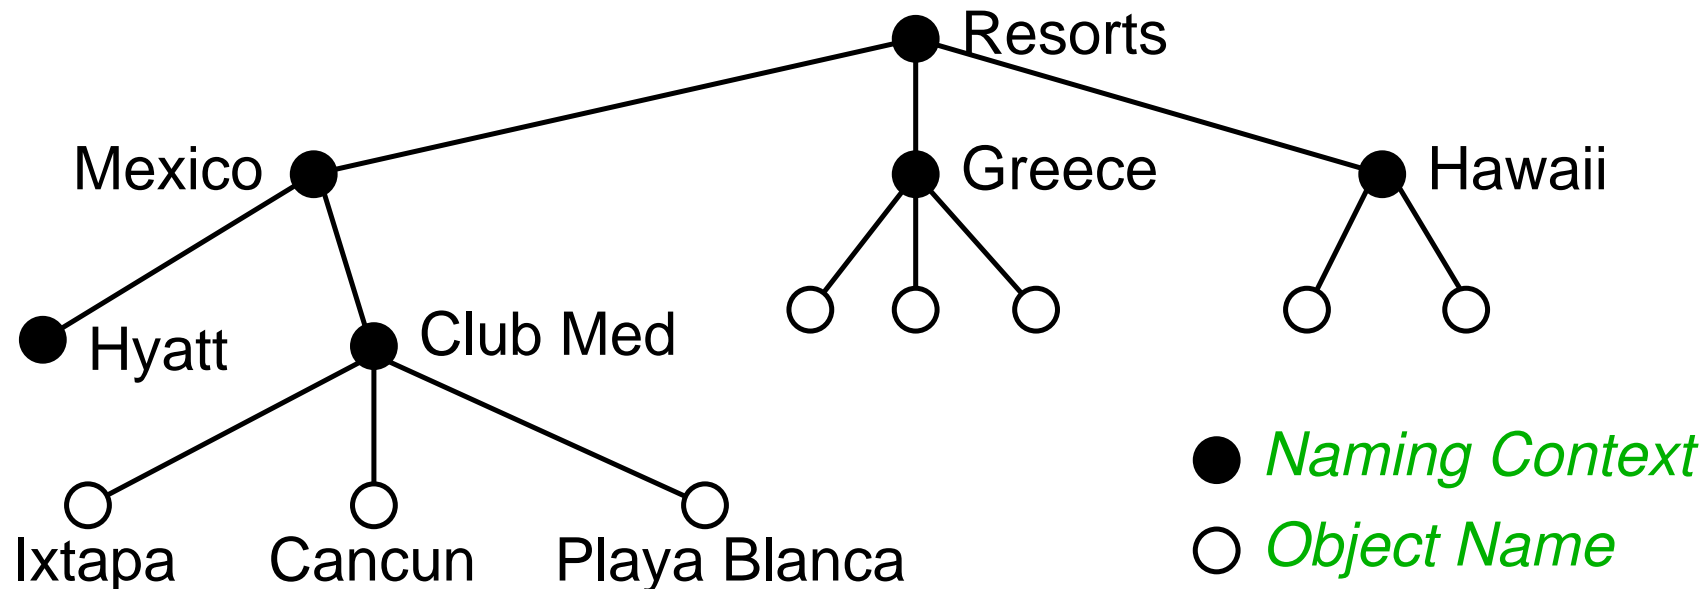 Resorts
Mexico
Greece
Hawaii
Hyatt
Club Med
Naming Context
Ixtapa
Cancun
Playa Blanca
Object Name